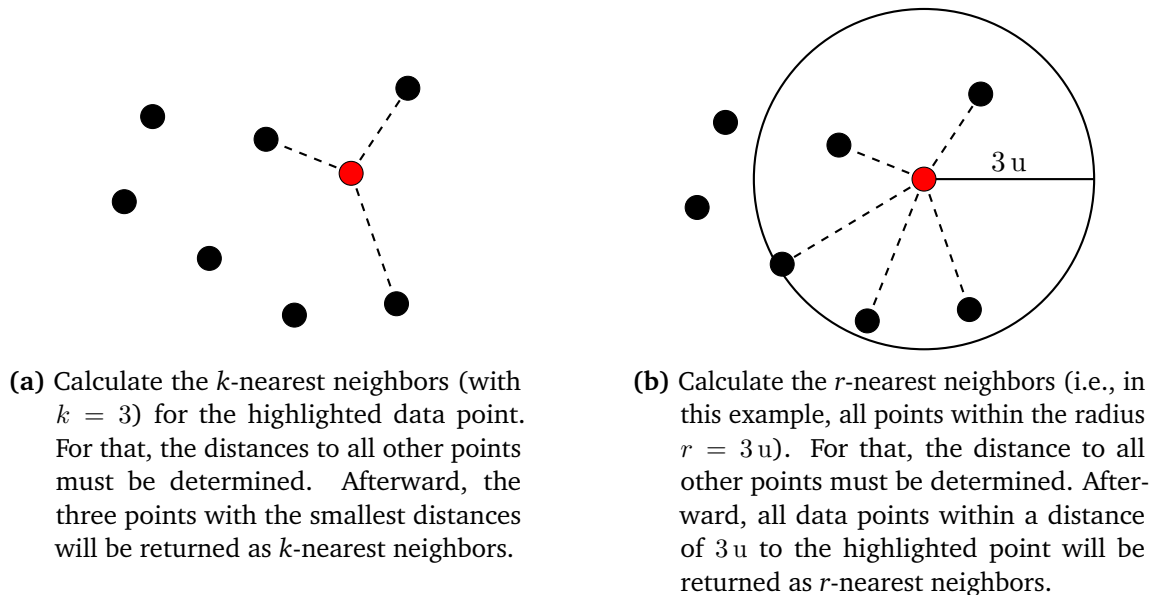 3 u
(a) Calculate the k-nearest neighbors (with
k = 3) for the highlighted data point.
For that, the distances to all other points
must be determined. Afterward, the
three points with the smallest distances
will be returned as k-nearest neighbors.
(b) Calculate the r-nearest neighbors (i.e., in
this example, all points within the radius
r = 3 u). For that, the distance to all
other points must be determined. After-
ward, all data points within a distance
of 3 u to the highlighted point will be
returned as r-nearest neighbors.